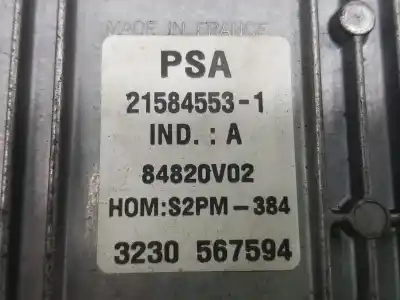 MADE IN FRANCE
PSA
21584553-1
IND. : A
84820V02
HOM:S2PM-384
3230 567594